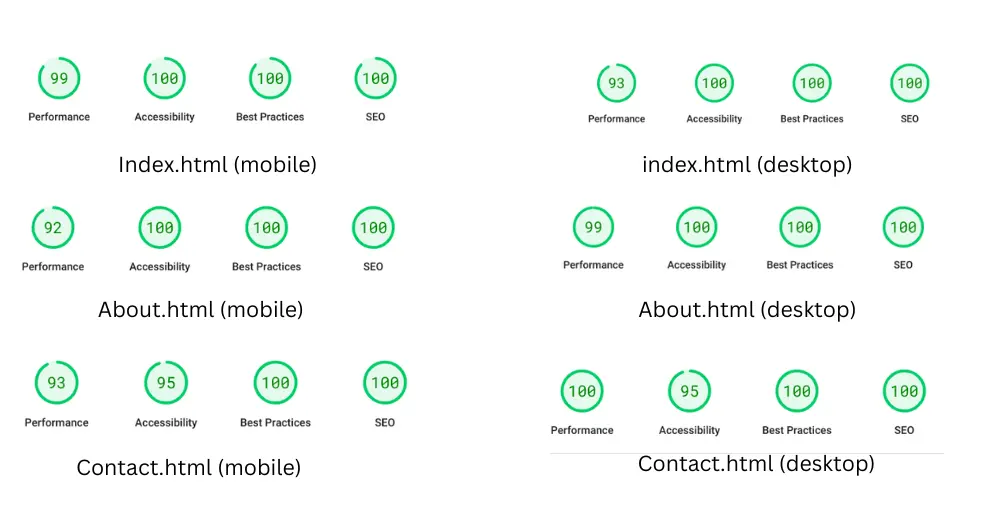 99 100 100 100
Performance Accessibility Best Practices SEO
Index.html (mobile)
93 100 100 100
Performance Accessibility Best Practices SEO
index.html (desktop)
92 100 100 100
Performance Accessibility Best Practices SEO
About.html (mobile)
99 100 100 100
Performance Accessibility Best Practices SEO
About.html (desktop)
93 95 100 100
Performance Accessibility Best Practices SEO
Contact.html (mobile)
100 95 100 100
Performance Accessibility Best Practices SEO
Contact.html (desktop)